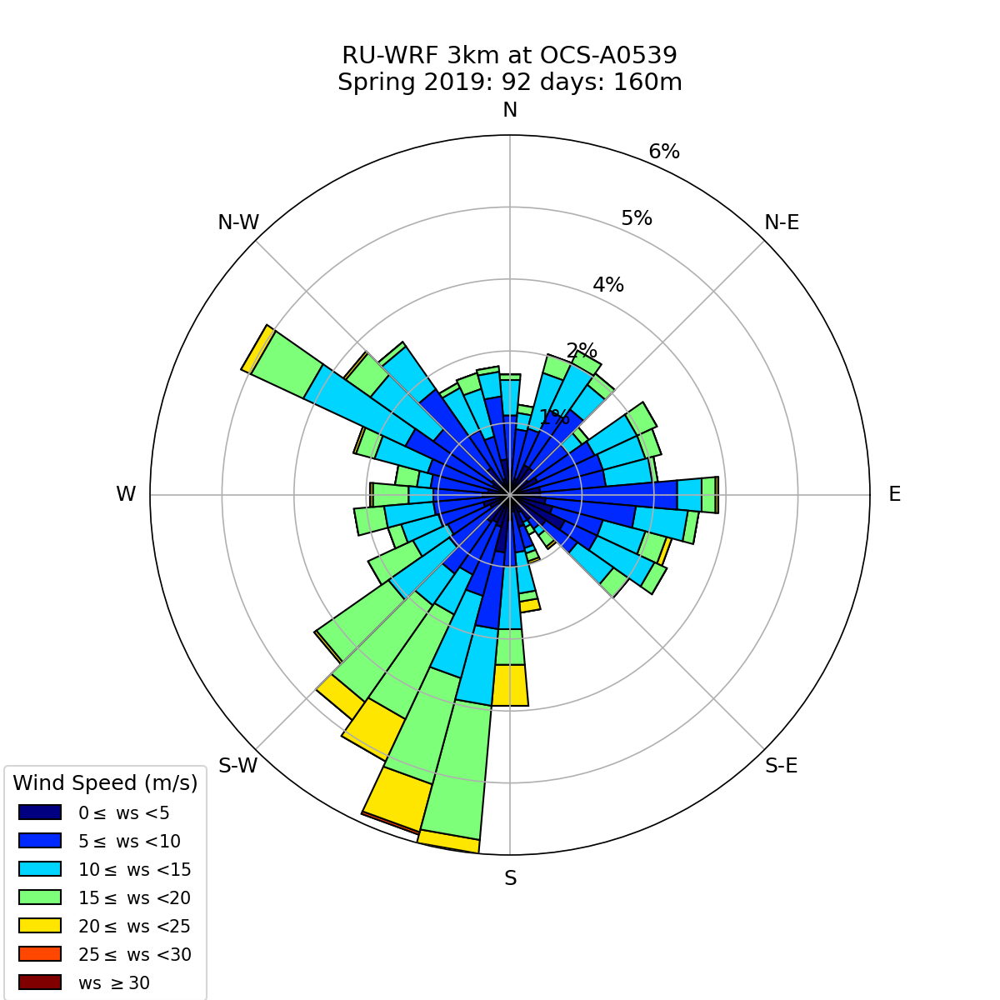 RU-WRF 3km at OCS-A0539
Spring 2019: 92 days: 160m
N
6%
N-W
N-E
5%
4%
2%
1%
W
E
S-W
S-E
S
Wind Speed (m/s)
0≤ ws <5
5≤ ws <10
10≤ ws <15
15≤ ws <20
20≤ ws <25
25≤ ws <30
ws ≥30